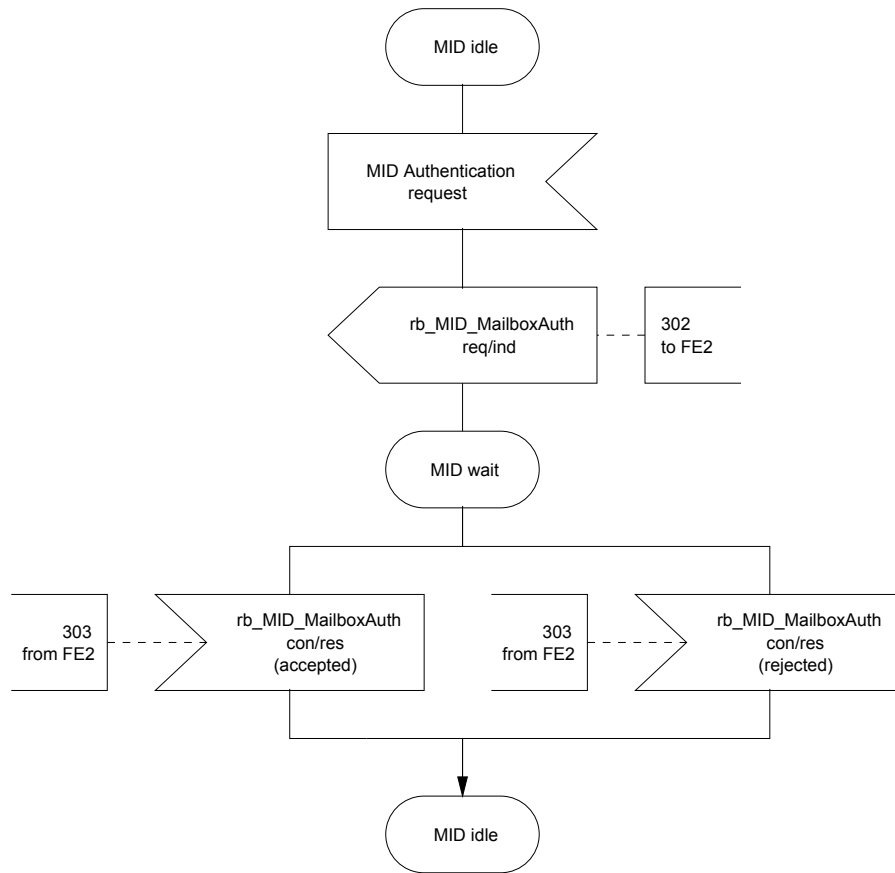 MID idle
MID Authentication
request
rb_MID_MailboxAuth
req/ind
302
to FE2
MID wait
303
from FE2
rb_MID_MailboxAuth
con/res
(accepted)
303
from FE2
rb_MID_MailboxAuth
con/res
(rejected)
MID idle